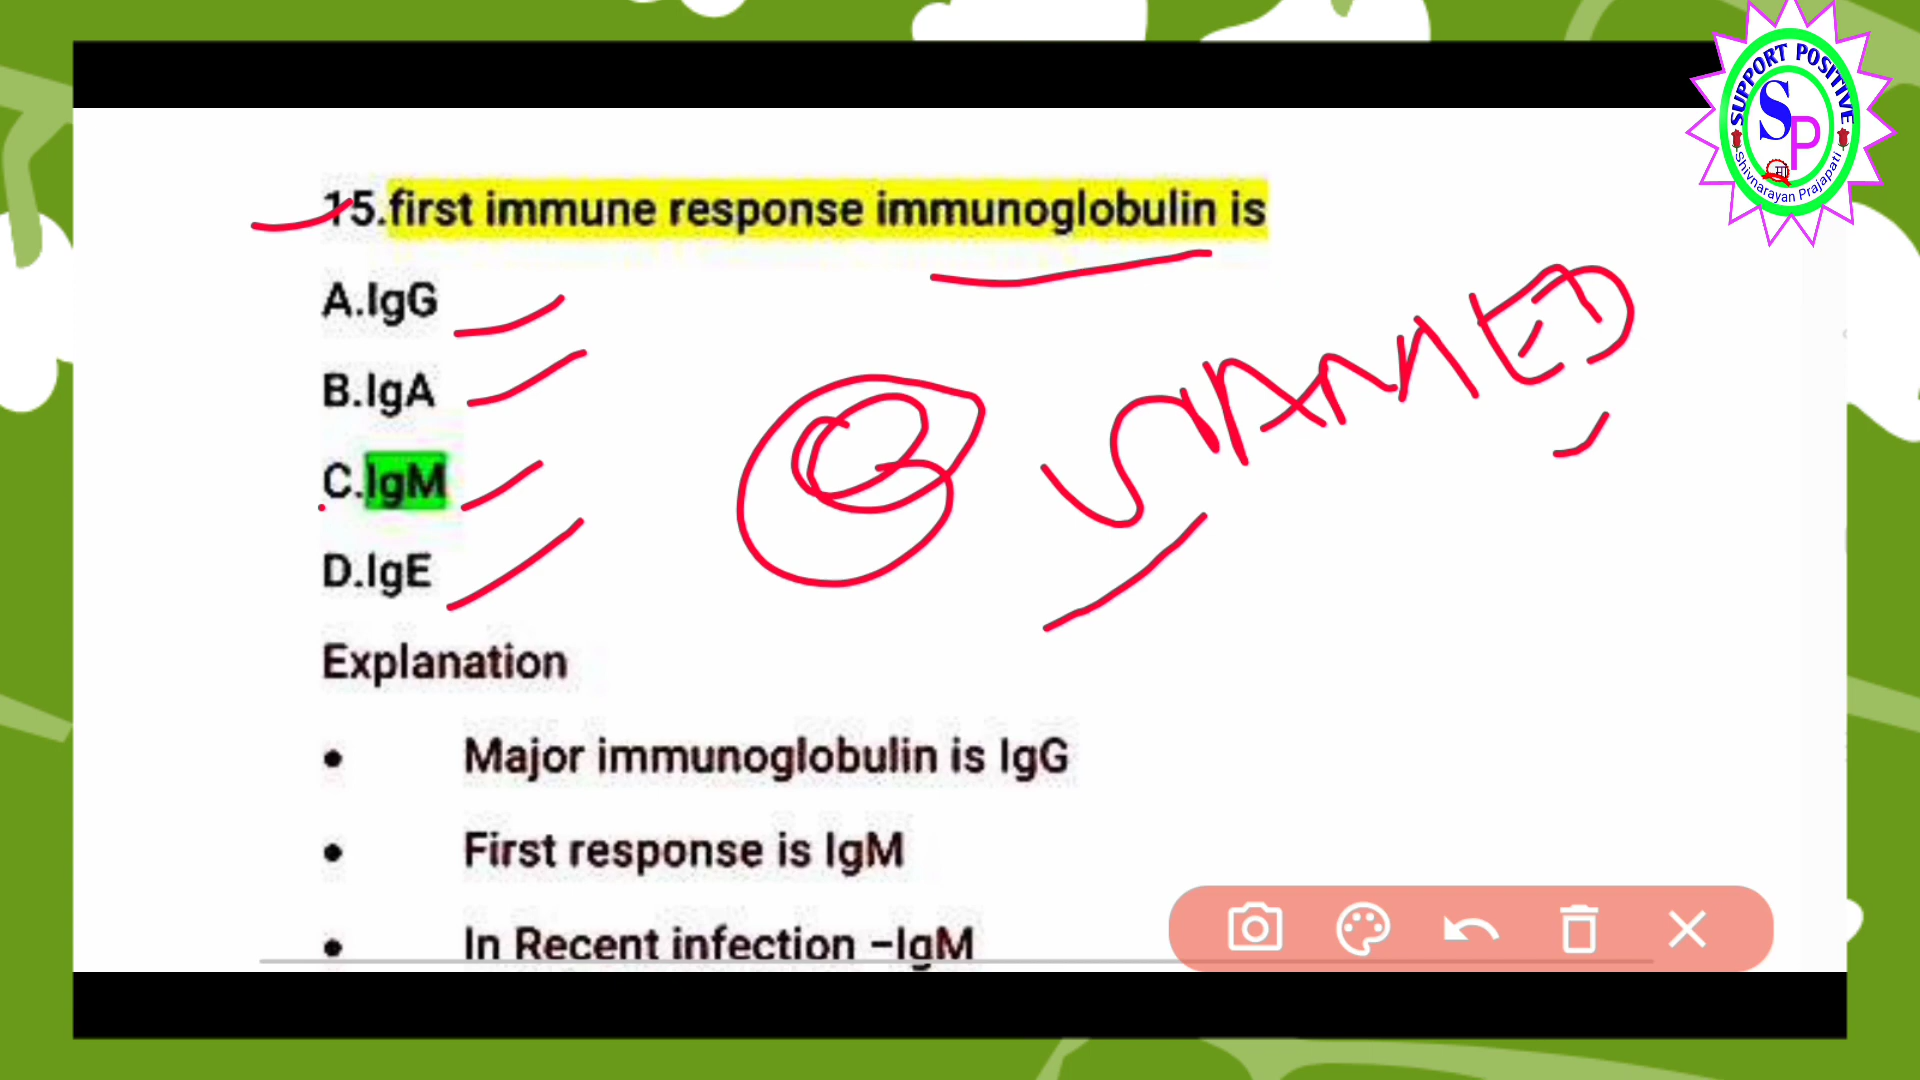 SUPPORT POSITIVE
SP
Shivnarayan Prajapati
15.first immune response immunoglobulin is
A.IgG
B.IgA
C.IgM
D.IgE
Explanation
• Major immunoglobulin is IgG
• First response is IgM
• In Recent infection –IgM